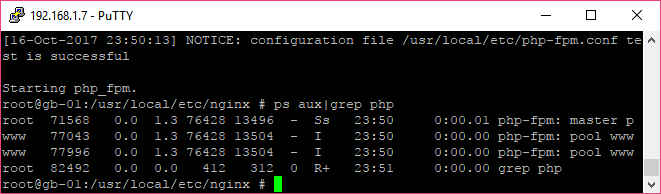 192.168.1.7 - PuTTY
[16-Oct-2017 23:50:13] NOTICE: configuration file /usr/local/etc/php-fpm.conf te
st is successful
Starting php_fpm.
root@gb-01:/usr/local/etc/nginx # ps aux|grep php
root 71568 0.0 1.3 76428 13496 - Ss 23:50 0:00.01 php-fpm: master p
www 77043 0.0 1.3 76428 13504 - I 23:50 0:00.00 php-fpm: pool www
www 77996 0.0 1.3 76428 13504 - I 23:50 0:00.00 php-fpm: pool www
root 82492 0.0 0.0 412 312 0 R+ 23:51 0:00.00 grep php
root@gb-01:/usr/local/etc/nginx #